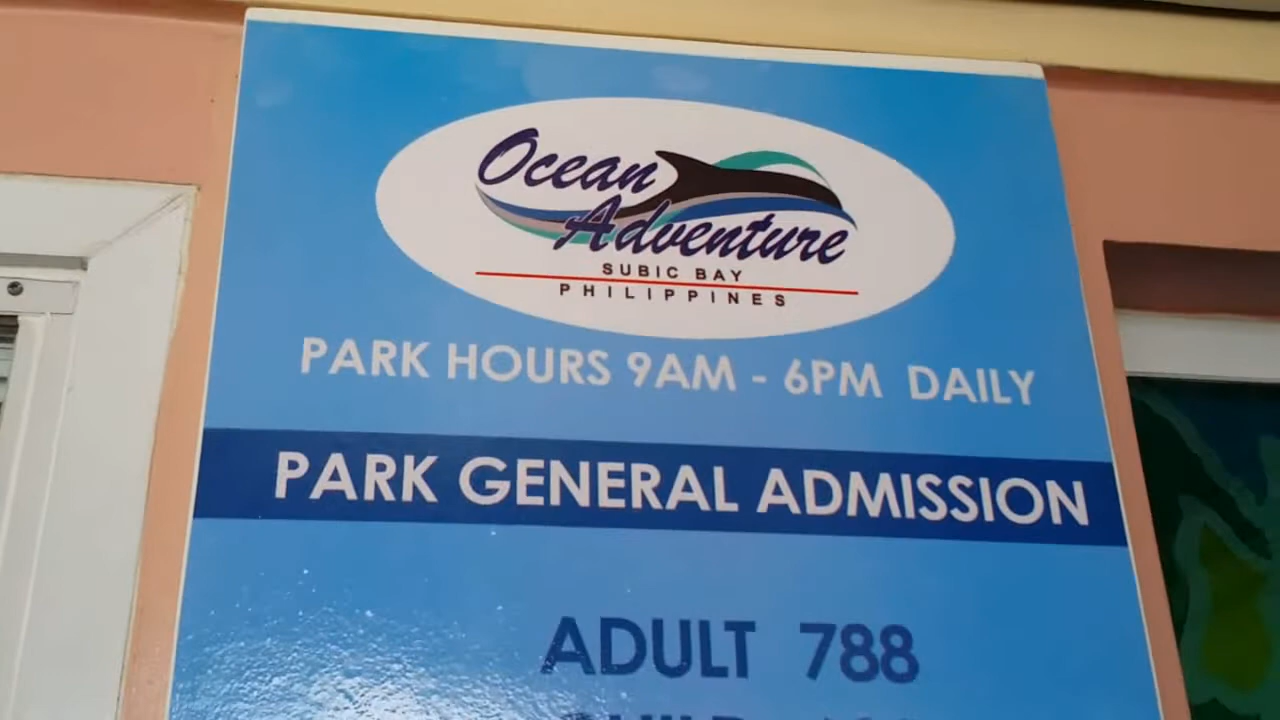 Ocean
Adventure
SUBIC BAY
PHILIPPINES
PARK HOURS 9AM - 6PM DAILY
PARK GENERAL ADMISSION
ADULT 788